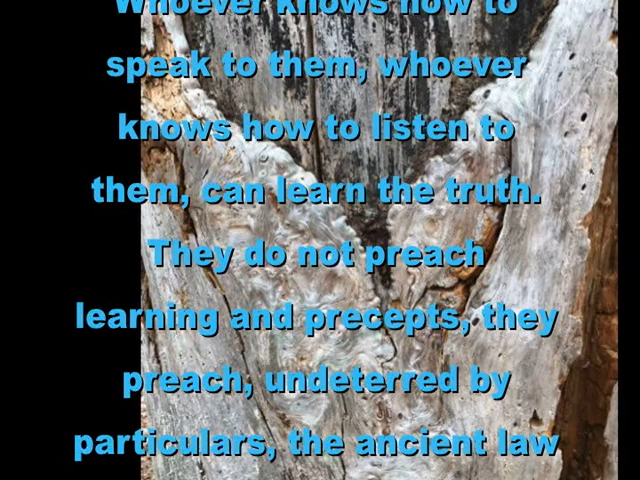 Whoever knows how to
speak to them, whoever
knows how to listen to
them, can learn the truth.
They do not preach
learning and precepts, they
preach, undeterred by
particulars, the ancient law